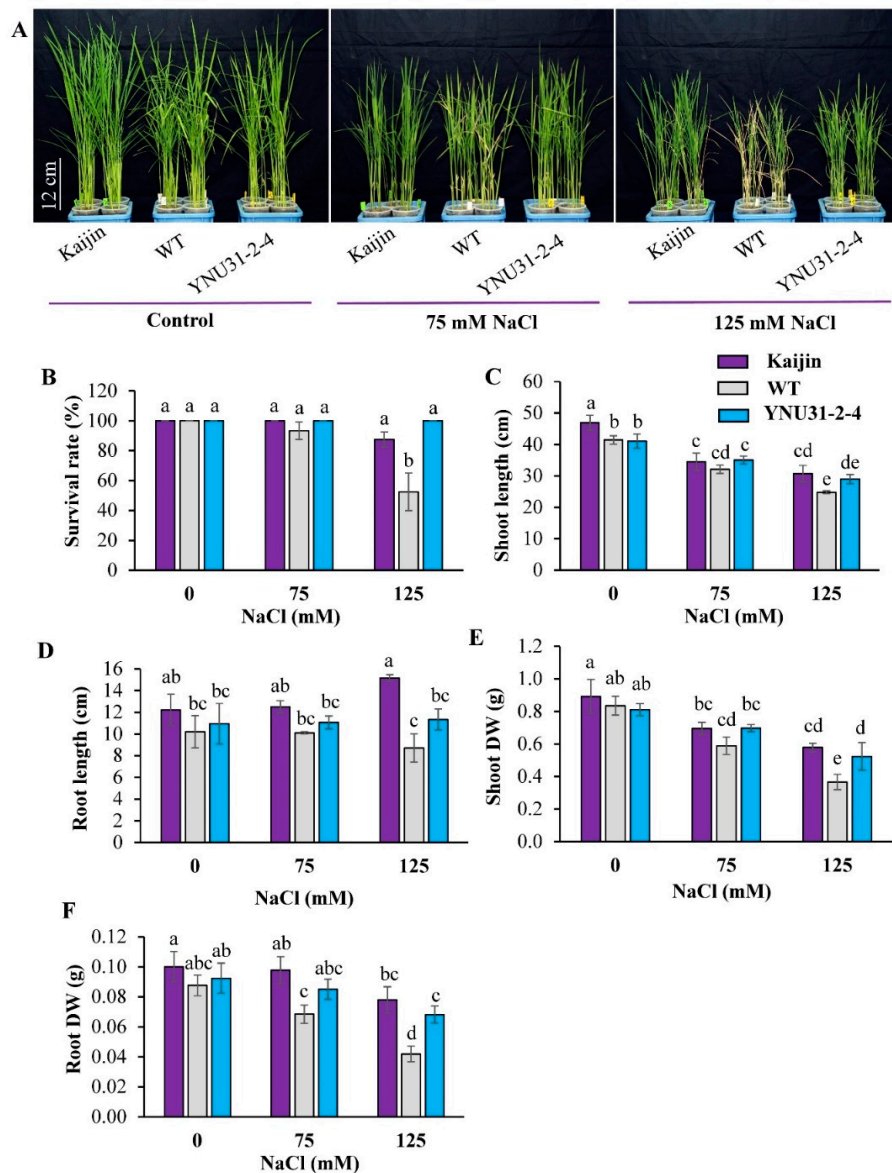 A
12 cm
Kaijin WT YNU31-2-4 Kaijin WT YNU31-2-4 Kaijin WT YNU31-2-4
Control 75 mM NaCl 125 mM NaCl
Kaijin
WT
YNU31-2-4
B
Survival rate (%)
120
100
80
60
40
20
0
a a a a a a a b a
0 75 125
NaCl (mM)
C
Shoot length (cm)
60
50
40
30
20
10
0
a b b c cd c cd e de
0 75 125
NaCl (mM)
D
Root length (cm)
16
14
12
10
8
6
4
2
0
ab bc bc ab bc bc a c bc
0 75 125
NaCl (mM)
E
Shoot DW (g)
1.2
1.0
0.8
0.6
0.4
0.2
0.0
a ab ab bc cd bc cd e d
0 75 125
NaCl (mM)
F
Root DW (g)
0.12
0.10
0.08
0.06
0.04
0.02
0.00
a abc ab ab c abc bc d c
0 75 125
NaCl (mM)